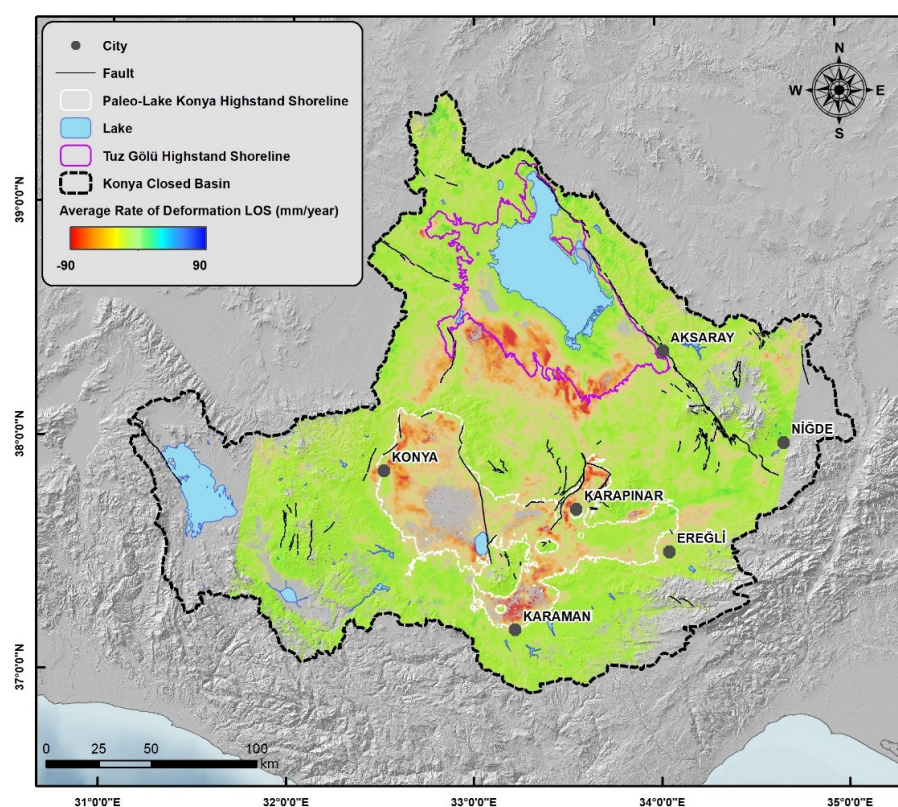 City
Fault
Paleo-Lake Konya Highstand Shoreline
Lake
Tuz Gölü Highstand Shoreline
Konya Closed Basin
Average Rate of Deformation LOS (mm/year)
-90 90
N
W E
S
39°0'0"N
38°0'0"N
37°0'0"N
AKSARAY
NİĞDE
KONYA
KARAPINAR
EREĞLİ
KARAMAN
0 25 50 100
km
31°0'0"E 32°0'0"E 33°0'0"E 34°0'0"E 35°0'0"E